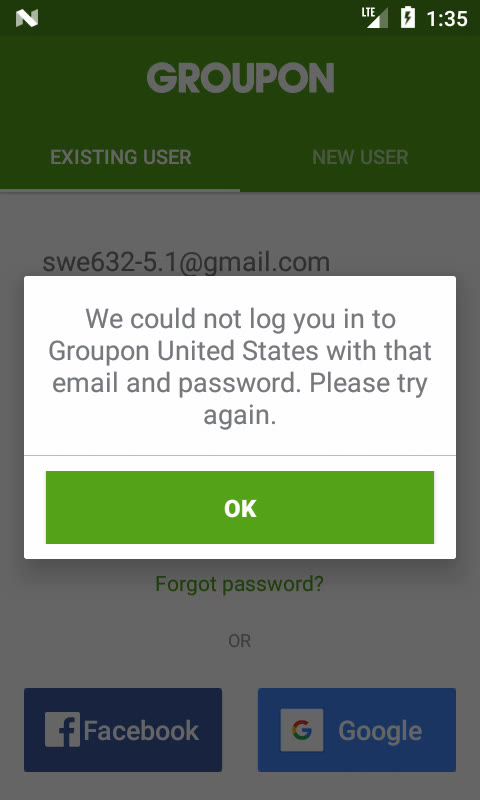 LTE 1:35
GROUPON
EXISTING USER NEW USER
swe632-5.1@gmail.com
We could not log you in to
Groupon United States with that
email and password. Please try
again.
OK
Forgot password?
OR
Facebook Google